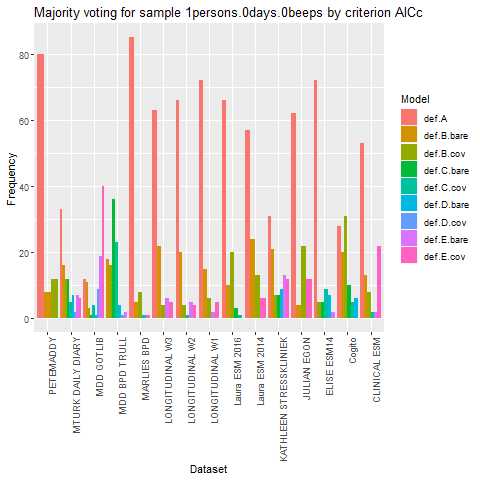 Majority voting for sample 1persons.0days.0beeps by criterion AICc
Frequency
80
60
40
20
0
PETEMADDY
MTURK DAILY DIARY
MDD GOTLIB
MDD BPD TRULL
MARLIES BPD
LONGITUDINAL W3
LONGITUDINAL W2
LONGITUDINAL W1
Laura ESM 2016
Laura ESM 2014
KATHLEEN STRESSKLINIEK
JULIAN EGON
ELISE ESM14
Cogito
CLINICAL ESM
Dataset
Model
def.A
def.B.bare
def.B.cov
def.C.bare
def.C.cov
def.D.bare
def.D.cov
def.E.bare
def.E.cov